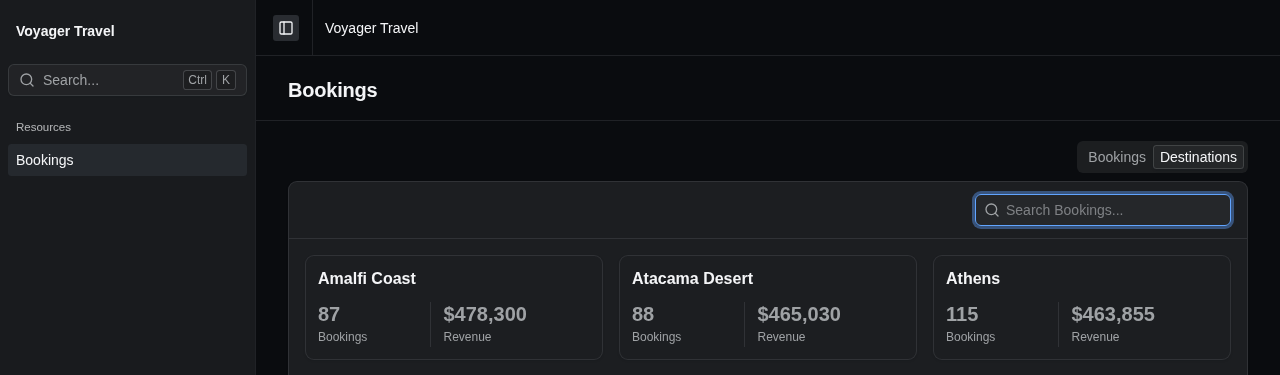 Voyager Travel
Search... Ctrl K
Resources
Bookings
Voyager Travel
Bookings
Bookings Destinations
Search Bookings...
Amalfi Coast
87 $478,300
Bookings Revenue
Atacama Desert
88 $465,030
Bookings Revenue
Athens
115 $463,855
Bookings Revenue